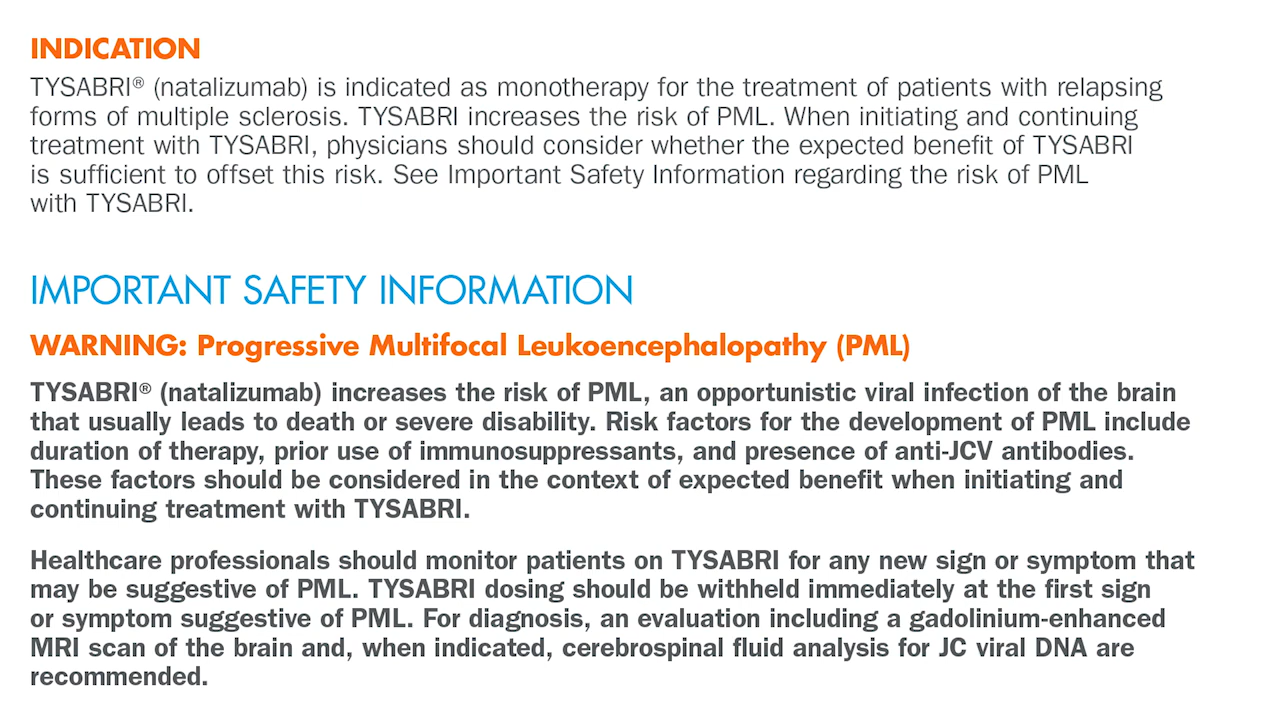 INDICATION
TYSABRI® (natalizumab) is indicated as monotherapy for the treatment of patients with relapsing
forms of multiple sclerosis. TYSABRI increases the risk of PML. When initiating and continuing
treatment with TYSABRI, physicians should consider whether the expected benefit of TYSABRI
is sufficient to offset this risk. See Important Safety Information regarding the risk of PML
with TYSABRI.
IMPORTANT SAFETY INFORMATION
WARNING: Progressive Multifocal Leukoencephalopathy (PML)
TYSABRI® (natalizumab) increases the risk of PML, an opportunistic viral infection of the brain
that usually leads to death or severe disability. Risk factors for the development of PML include
duration of therapy, prior use of immunosuppressants, and presence of anti-JCV antibodies.
These factors should be considered in the context of expected benefit when initiating and
continuing treatment with TYSABRI.
Healthcare professionals should monitor patients on TYSABRI for any new sign or symptom that
may be suggestive of PML. TYSABRI dosing should be withheld immediately at the first sign
or symptom suggestive of PML. For diagnosis, an evaluation including a gadolinium-enhanced
MRI scan of the brain and, when indicated, cerebrospinal fluid analysis for JC viral DNA are
recommended.